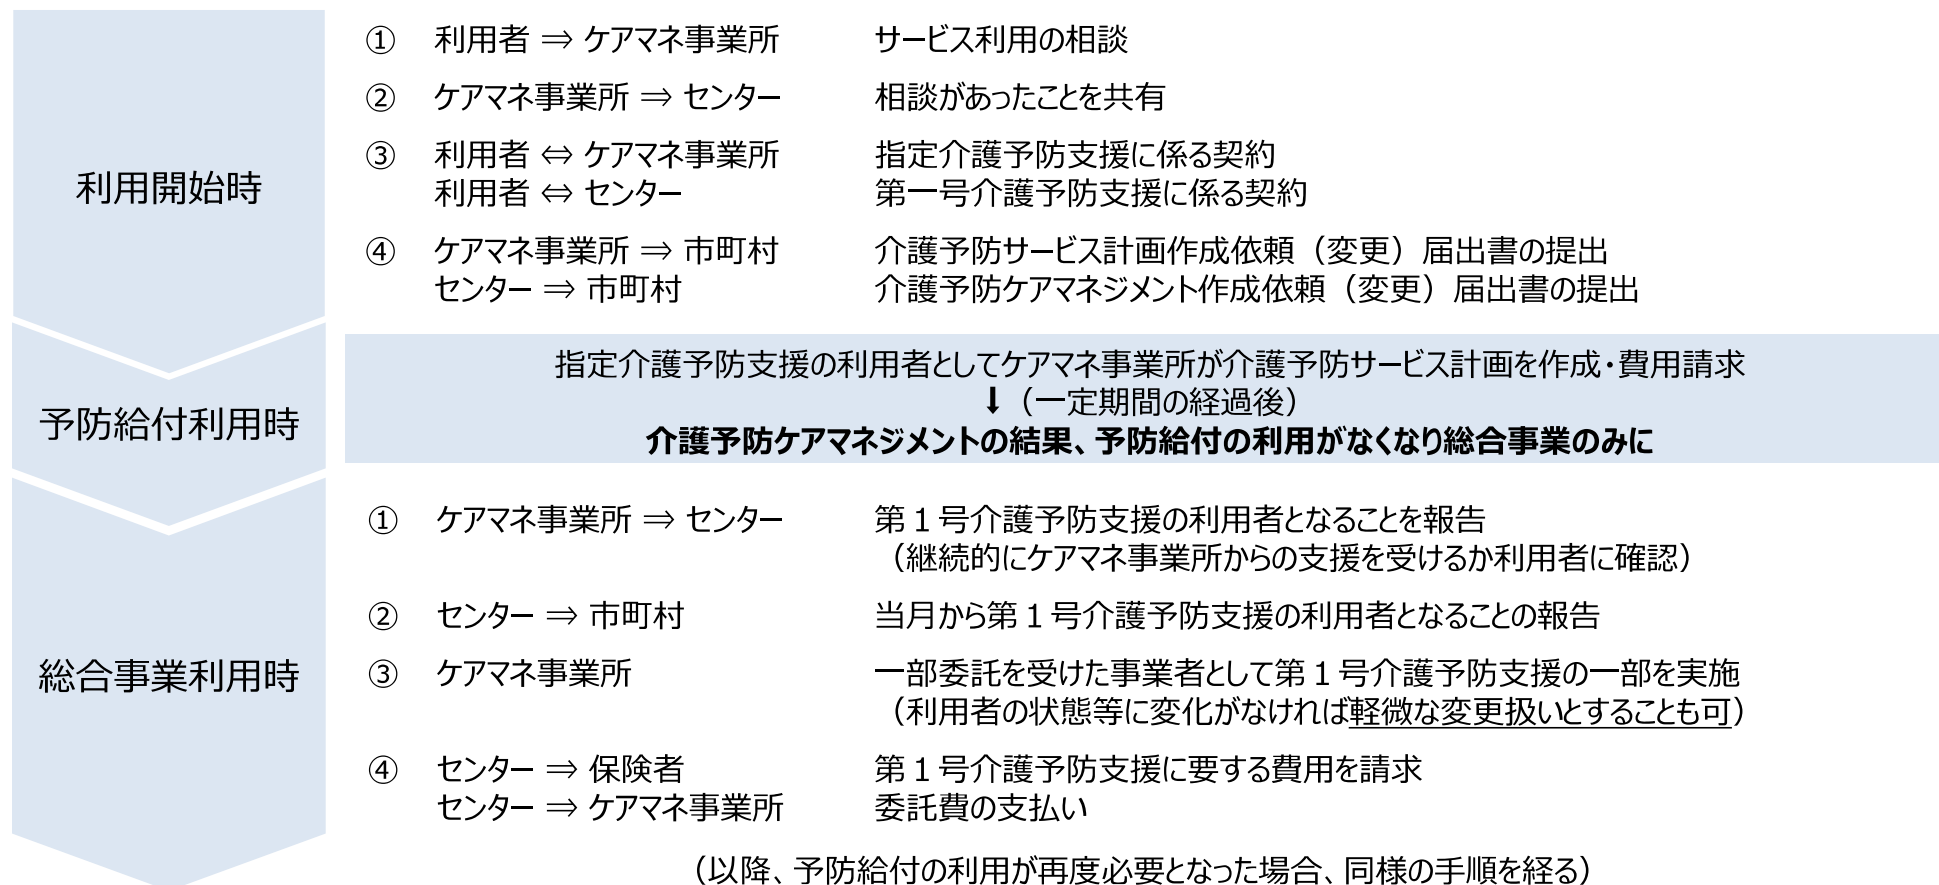 利用開始時
① 利用者 ⇒ ケアマネ事業所 サービス利用の相談
② ケアマネ事業所 ⇒ センター 相談があったことを共有
③ 利用者 ⇔ ケアマネ事業所 指定介護予防支援に係る契約
利用者 ⇔ センター 第一号介護予防支援に係る契約
④ ケアマネ事業所 ⇒ 市町村 介護予防サービス計画作成依頼（変更）届出書の提出
センター ⇒ 市町村 介護予防ケアマネジメント作成依頼（変更）届出書の提出
予防給付利用時
指定介護予防支援の利用者としてケアマネ事業所が介護予防サービス計画を作成・費用請求
⬇（一定期間の経過後）
介護予防ケアマネジメントの結果、予防給付の利用がなくなり総合事業のみに
総合事業利用時
① ケアマネ事業所 ⇒ センター 第１号介護予防支援の利用者となることを報告
（継続的にケアマネ事業所からの支援を受けるか利用者に確認）
② センター ⇒ 市町村 当月から第１号介護予防支援の利用者となることの報告
③ ケアマネ事業所 一部委託を受けた事業者として第１号介護予防支援の一部を実施
（利用者の状態等に変化がなければ軽微な変更扱いとすることも可）
④ センター ⇒ 保険者 第１号介護予防支援に要する費用を請求
センター ⇒ ケアマネ事業所 委託費の支払い
（以降、予防給付の利用が再度必要となった場合、同様の手順を経る）